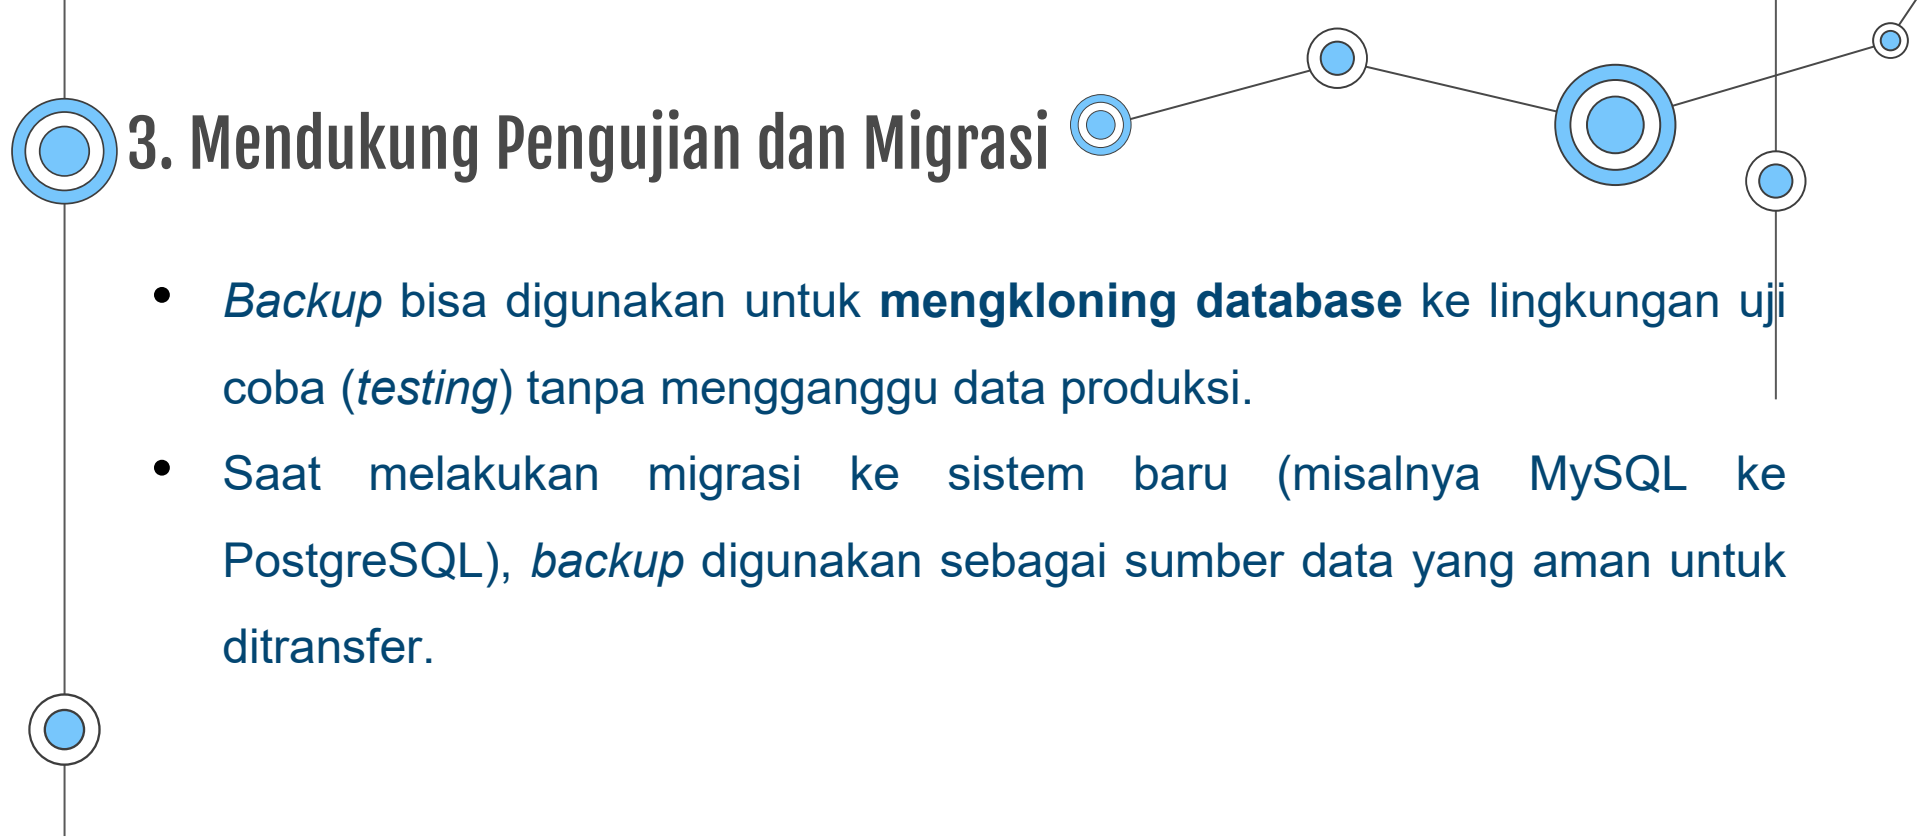 3. Mendukung Pengujian dan Migrasi
• Backup bisa digunakan untuk mengkloning database ke lingkungan uji
coba (testing) tanpa mengganggu data produksi.
• Saat melakukan migrasi ke sistem baru (misalnya MySQL ke
PostgreSQL), backup digunakan sebagai sumber data yang aman untuk
ditransfer.